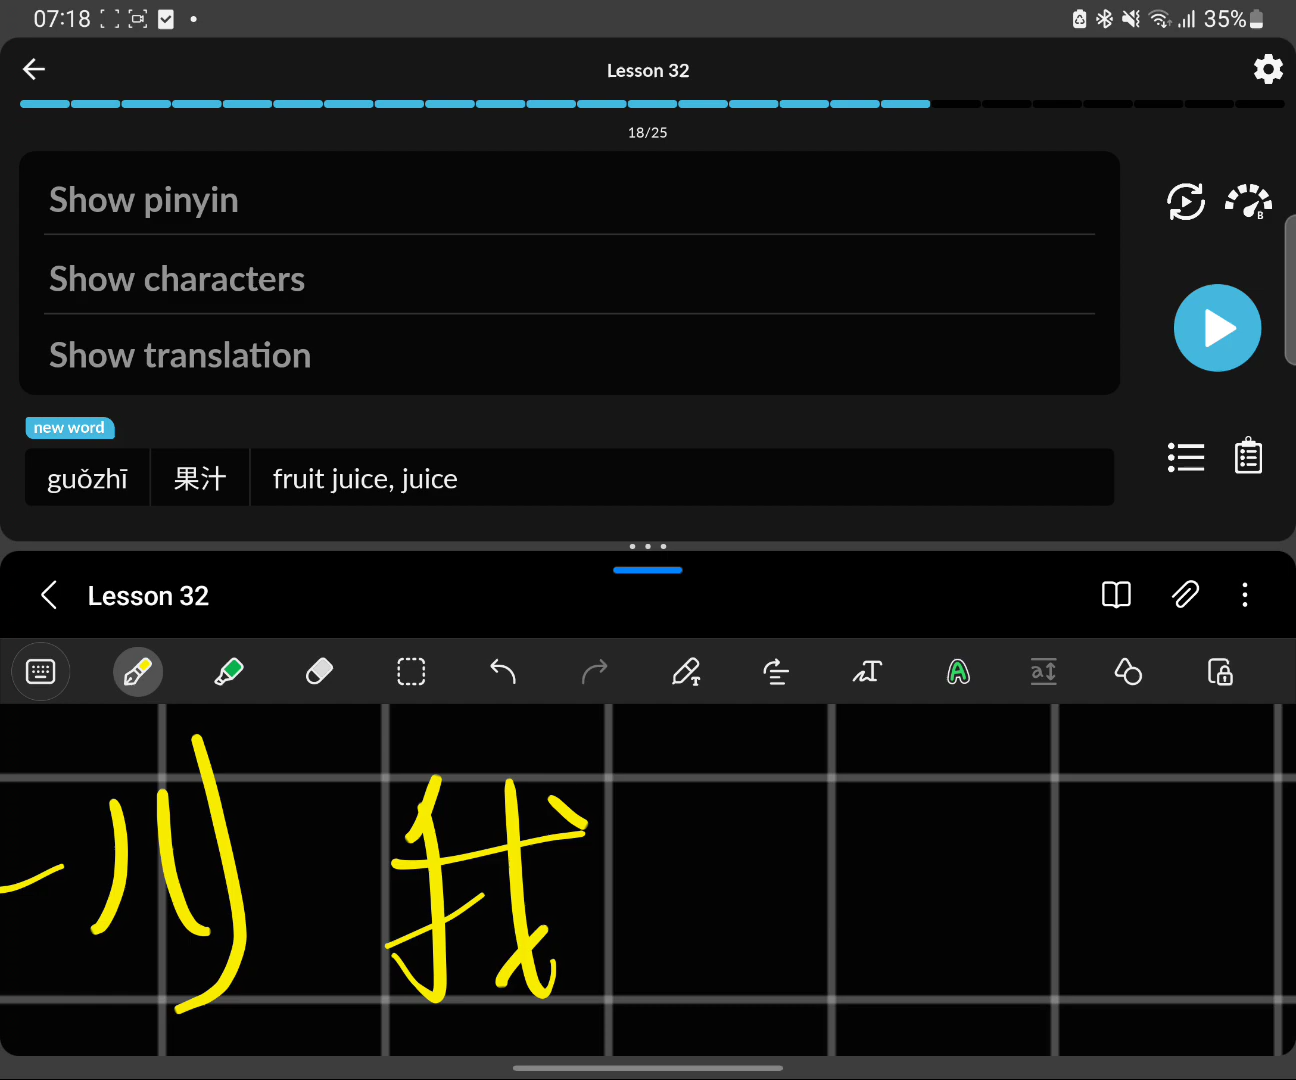 07:18 35%
Lesson 32
18/25
Show pinyin
B
Show characters
Show translation
new word
guǒzhī 果汁 fruit juice, juice
Lesson 32
T T A a
我